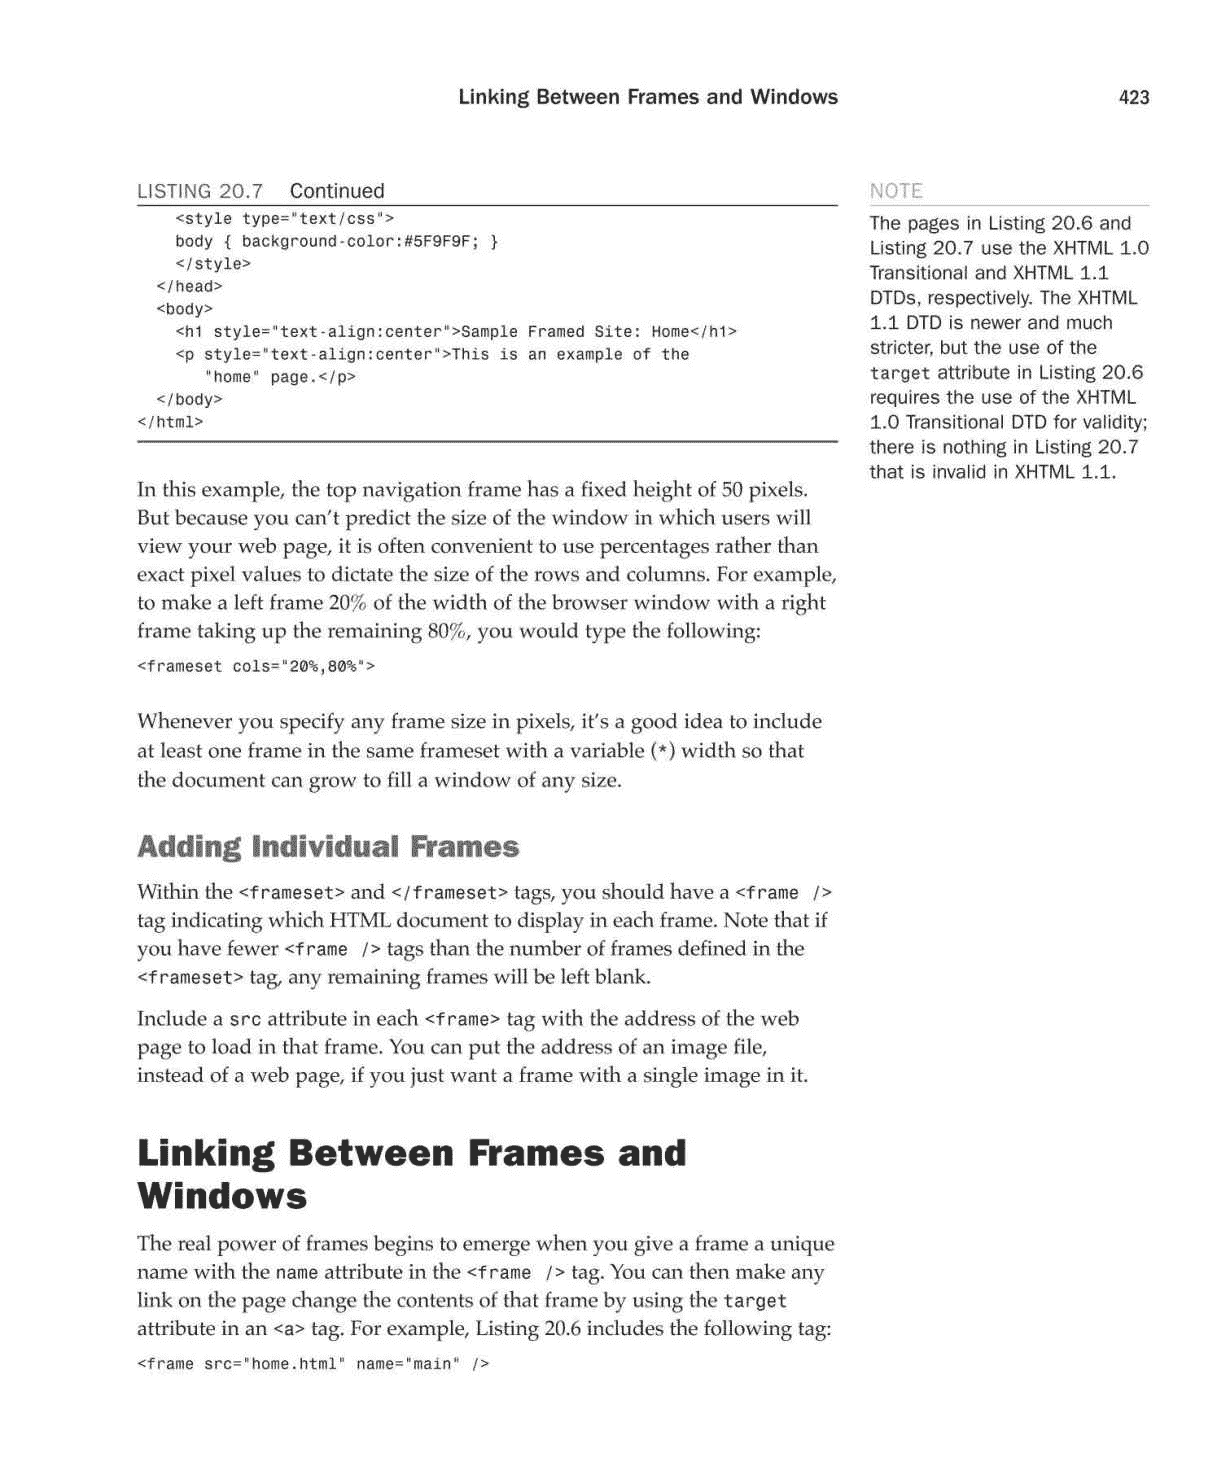 Linking Between Frames and Windows 423
LISTING 20.7 Continued
<style type="text/css">
body { background-color:#5F9F9F; }
</style>
</head>
<body>
<h1 style="text-align:center">Sample Framed Site: Home</h1>
<p style="text-align:center">This is an example of the
"home" page.</p>
</body>
</html>
In this example, the top navigation frame has a fixed height of 50 pixels.
But because you can't predict the size of the window in which users will
view your web page, it is often convenient to use percentages rather than
exact pixel values to dictate the size of the rows and columns. For example,
to make a left frame 20% of the width of the browser window with a right
frame taking up the remaining 80%, you would type the following:
<frameset cols="20%,80%">
Whenever you specify any frame size in pixels, it's a good idea to include
at least one frame in the same frameset with a variable (*) width so that
the document can grow to fill a window of any size.
Adding Individual Frames
Within the <frameset> and </frameset> tags, you should have a <frame />
tag indicating which HTML document to display in each frame. Note that if
you have fewer <frame /> tags than the number of frames defined in the
<frameset> tag, any remaining frames will be left blank.
Include a src attribute in each <frame> tag with the address of the web
page to load in that frame. You can put the address of an image file,
instead of a web page, if you just want a frame with a single image in it.
Linking Between Frames and
Windows
The real power of frames begins to emerge when you give a frame a unique
name with the name attribute in the <frame /> tag. You can then make any
link on the page change the contents of that frame by using the target
attribute in an <a> tag. For example, Listing 20.6 includes the following tag:
<frame src="home.html" name="main" />
NOTE
The pages in Listing 20.6 and
Listing 20.7 use the XHTML 1.0
Transitional and XHTML 1.1
DTDs, respectively. The XHTML
1.1 DTD is newer and much
stricter, but the use of the
target attribute in Listing 20.6
requires the use of the XHTML
1.0 Transitional DTD for validity;
there is nothing in Listing 20.7
that is invalid in XHTML 1.1.